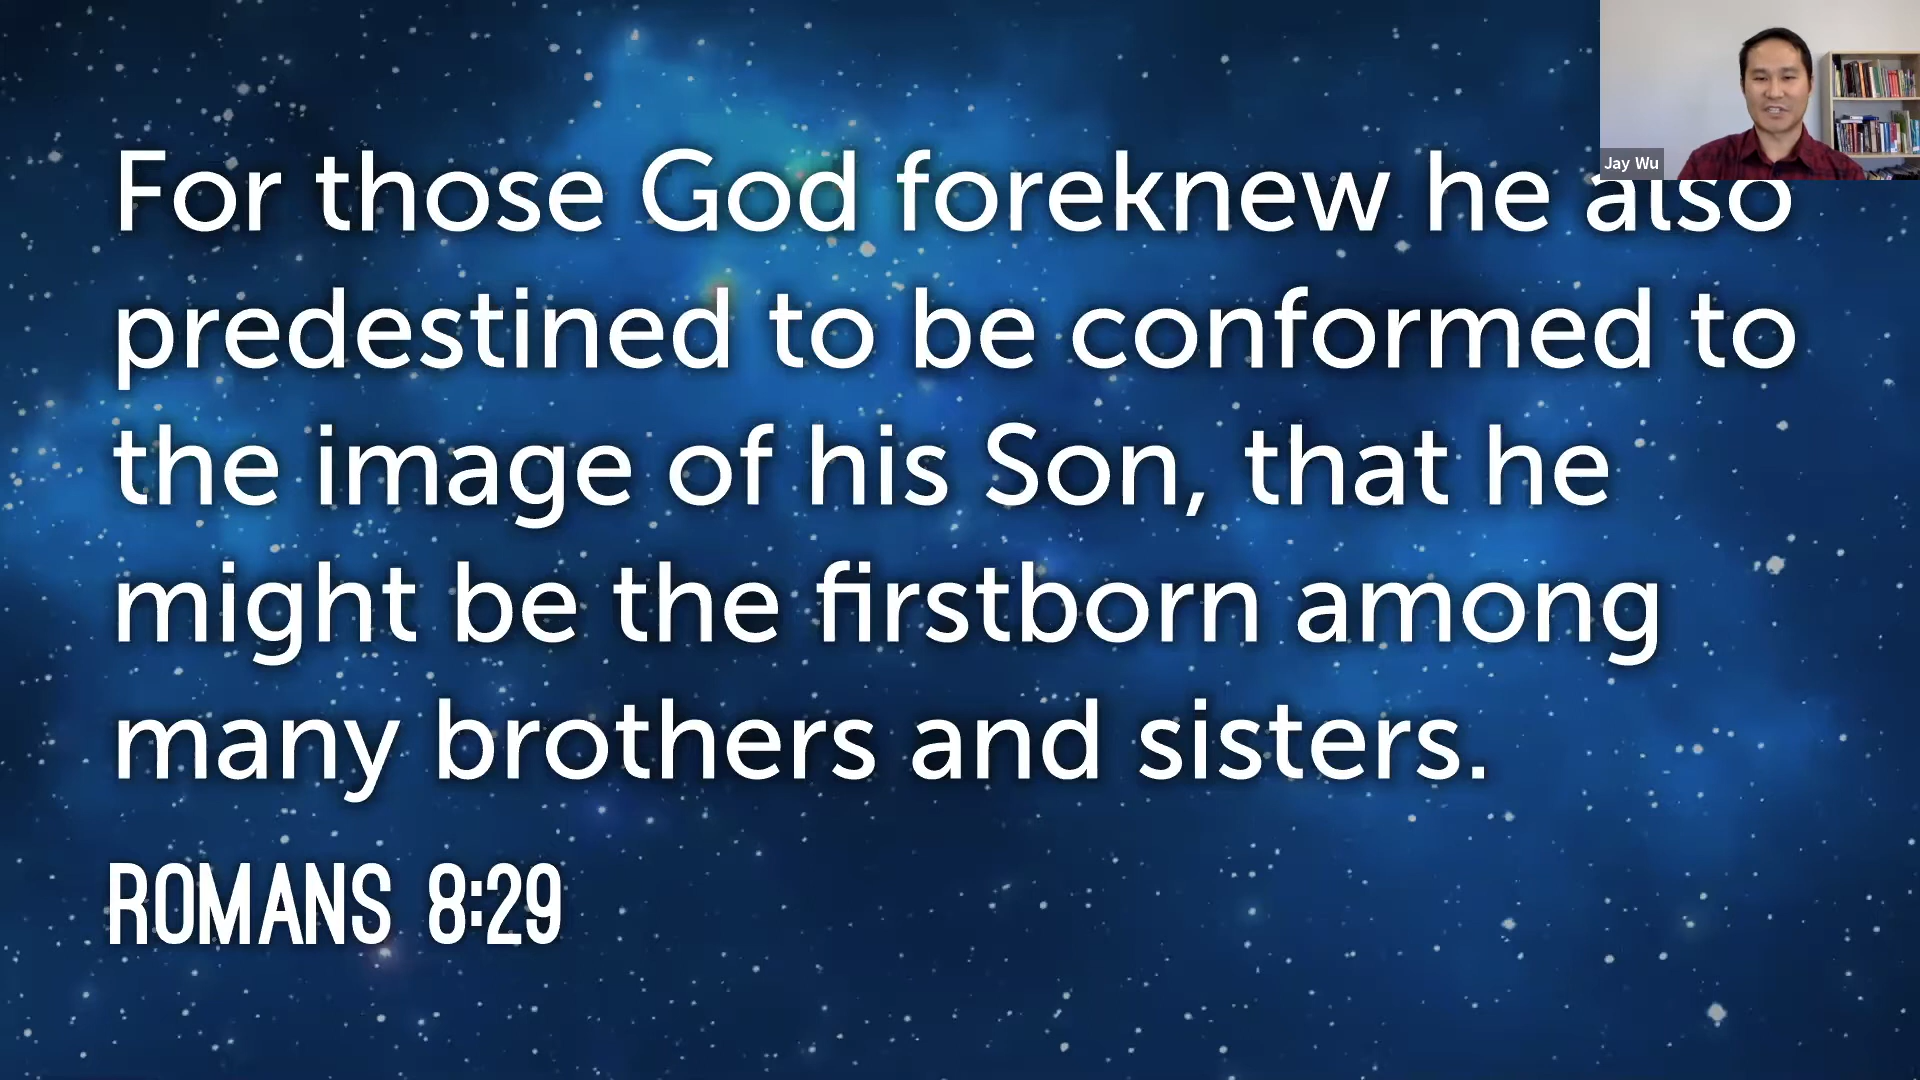 For those God foreknew he also
predestined to be conformed to
the image of his Son, that he
might be the firstborn among
many brothers and sisters.
ROMANS 8:29
Jay Wu